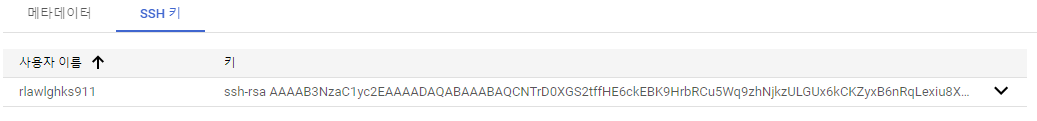 메타데이터 SSH 키
사용자 이름 키
rlawlghks911 ssh-rsa AAAAB3NzaC1yc2EAAAADAQABAAABAQCNTrD0XGS2tffHE6ckEBK9HrbRCu5Wq9zhNjkzULGUx6kCKZyxB6nRqLexiu8X...